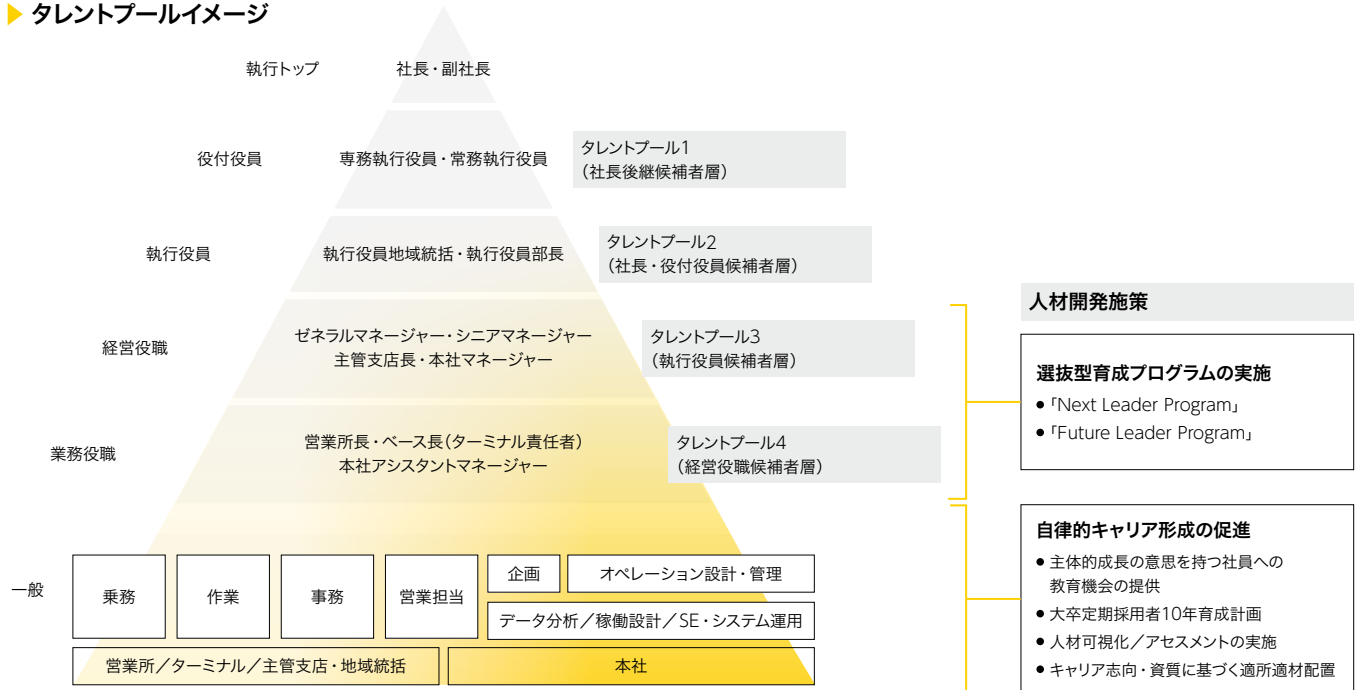 タレントプールイメージ
執行トップ
社長・副社長
役付役員
専務執行役員・常務執行役員
タレントプール1
（社長後継候補者層）
執行役員
執行役員地域統括・執行役員部長
タレントプール2
（社長・役付役員候補者層）
経営役職
ゼネラルマネージャー・シニアマネージャー
主管支店長・本社マネージャー
タレントプール3
（執行役員候補者層）
業務役職
営業所長・ベース長（ターミナル責任者）
本社アシスタントマネージャー
タレントプール4
（経営役職候補者層）
一般
乗務
作業
事務
営業担当
企画
オペレーション設計・管理
データ分析／稼働設計／SE・システム運用
営業所／ターミナル／主管支店・地域統括
本社
人材開発施策
選抜型育成プログラムの実施
●「Next Leader Program」
●「Future Leader Program」
自律的キャリア形成の促進
● 主体的成長の意思を持つ社員への
教育機会の提供
● 大卒定期採用者10年育成計画
● 人材可視化／アセスメントの実施
● キャリア志向・資質に基づく適所適材配置